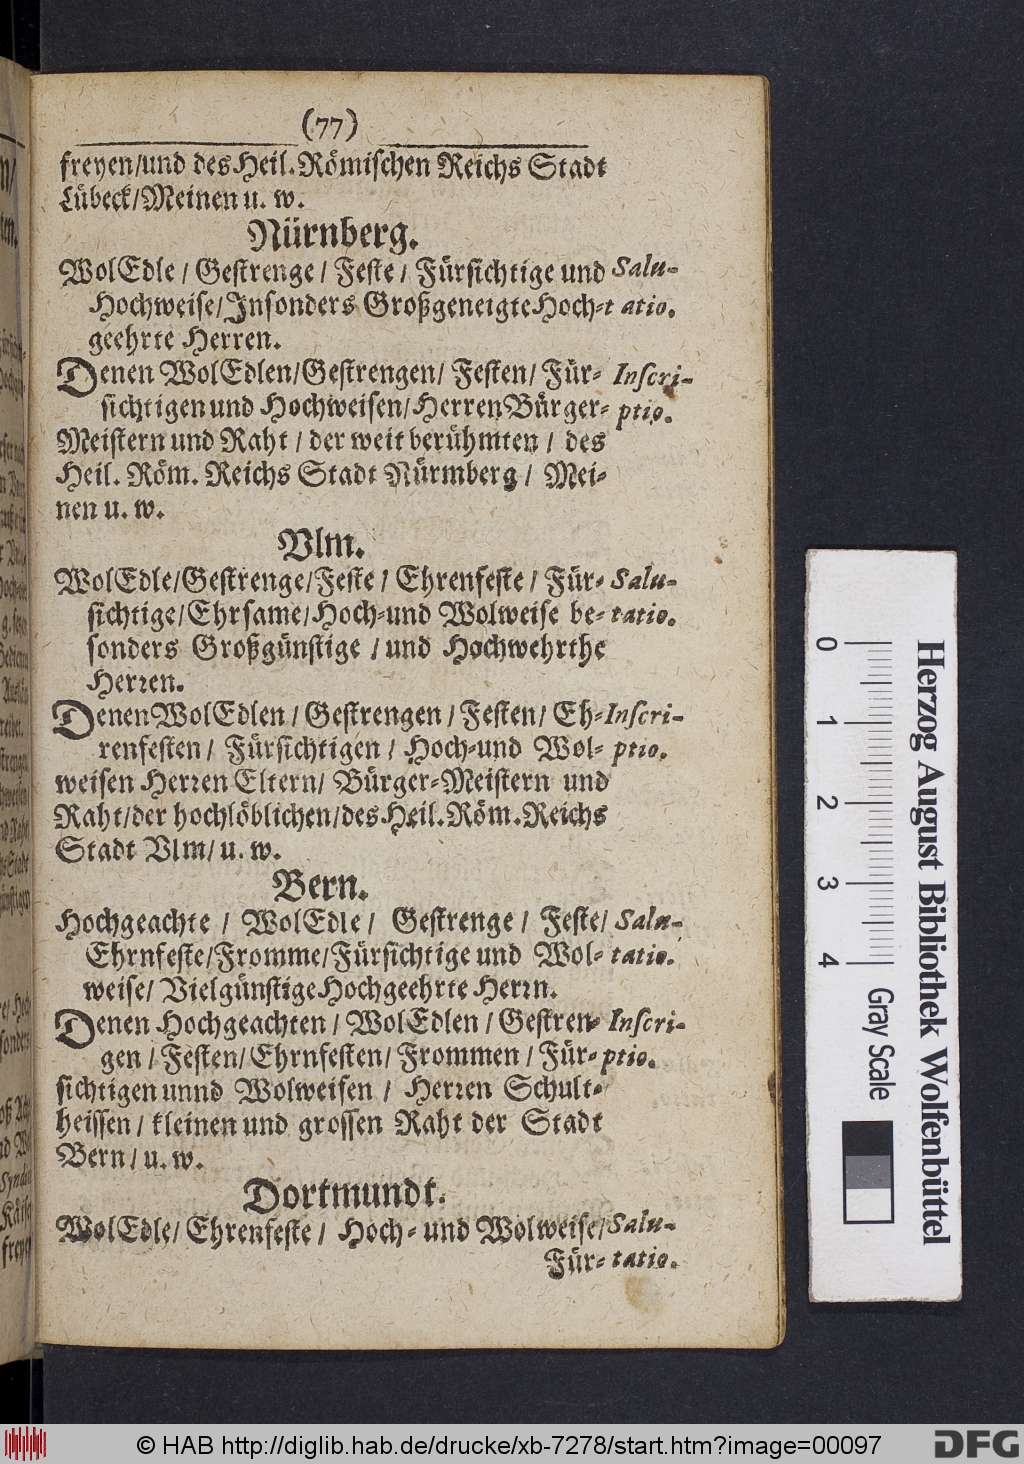 (77)
freyen/und des Heil. Römischen Reichs Stadt
Lübeck/Meinen u. w.
Nürnberg.
WolEdle / Gestrenge / Feste / Fürsichtige und Salu-
Hochweise/Insonders Großgeneigte Hoch- tatio.
geehrte Herren.
Denen WolEdlen/Gestrengen/ Festen/ Für- Inscri-
sichtigen und Hochweisen/Herren Bürger- ptio.
Meistern und Raht / der weit berühmten / des
Heil. Röm. Reichs Stadt Nürmberg / Mei-
nen u. w.
Vlm.
WolEdle/Gestrenge/Feste / Ehrenfeste / Für- Salu-
sichtige/Ehrsame/Hoch-und Wolweise be- tatio.
sonders Großgünstige / und Hochwehrthe
Herren.
Denen WolEdlen / Gestrengen / Festen/ Eh- Inscri-
renfesten / Fürsichtigen / Hoch-und Wol- ptio.
weisen Herren Eltern/ Bürger-Meistern und
Raht/der hochlöblichen/des Heil. Röm. Reichs
Stadt Vlm/ u. w.
Bern.
Hochgeachte / WolEdle / Gestrenge / Feste/ Salu-
Ehrnfeste/Fromme/Fürsichtige und Wol- tatio.
weise/ Vielgünstige Hochgeehrte Herrn.
Denen Hochgeachten / WolEdlen / Gestren- Inscri-
gen / Festen/ Ehrnfesten/ Frommen / Für- ptio.
sichtigen unnd Wolweisen / Herren Schult-
heissen / kleinen und grossen Raht der Stadt
Bern / u. w.
Dortmundt.
WolEdle/ Ehrenfeste / Hoch- und Wolweise/ Salu-
Für- tatio.
0 1 2 3 4
Gray Scale
Herzog August Bibliothek Wolfenbüttel
© HAB http://diglib.hab.de/drucke/xb-7278/start.htm?image=00097
DFG